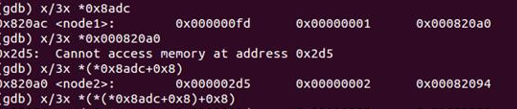 (gdb) x/3x *0x8adc
0x820ac <node1>: 0x000000fd 0x00000001 0x000820a0
(gdb) x/3x *0x000820a0
0x2d5: Cannot access memory at address 0x2d5
(gdb) x/3x *(*0x8adc+0x8)
0x820a0 <node2>: 0x000002d5 0x00000002 0x00082094
(gdb) x/3x *(*(*0x8adc+0x8)+0x8)